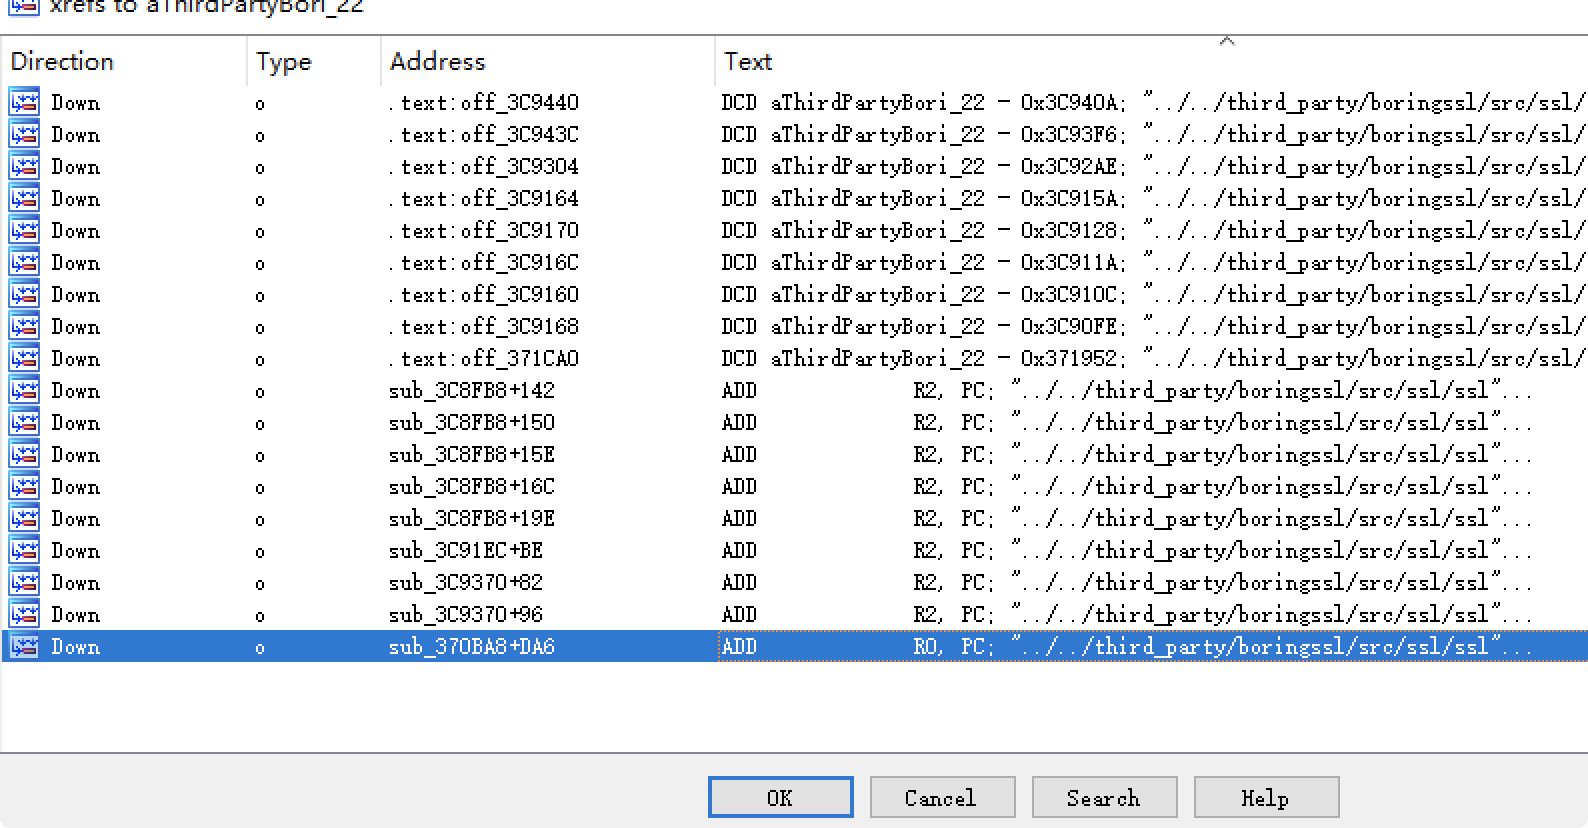 xrefs to aThirdPartyBori_22
Direction Type Address Text
Down o .text:off_3C9440 DCD aThirdPartyBori_22 - 0x3C940A; "../../third_party/boringssl/src/ssl/
Down o .text:off_3C943C DCD aThirdPartyBori_22 - 0x3C93F6; "../../third_party/boringssl/src/ssl/
Down o .text:off_3C9304 DCD aThirdPartyBori_22 - 0x3C92AE; "../../third_party/boringssl/src/ssl/
Down o .text:off_3C9164 DCD aThirdPartyBori_22 - 0x3C915A; "../../third_party/boringssl/src/ssl/
Down o .text:off_3C9170 DCD aThirdPartyBori_22 - 0x3C9128; "../../third_party/boringssl/src/ssl/
Down o .text:off_3C916C DCD aThirdPartyBori_22 - 0x3C911A; "../../third_party/boringssl/src/ssl/
Down o .text:off_3C9160 DCD aThirdPartyBori_22 - 0x3C910C; "../../third_party/boringssl/src/ssl/
Down o .text:off_3C9168 DCD aThirdPartyBori_22 - 0x3C90FE; "../../third_party/boringssl/src/ssl/
Down o .text:off_371CA0 DCD aThirdPartyBori_22 - 0x371952; "../../third_party/boringssl/src/ssl/
Down o sub_3C8FB8+142 ADD R2, PC; "../../third_party/boringssl/src/ssl/ssl"...
Down o sub_3C8FB8+150 ADD R2, PC; "../../third_party/boringssl/src/ssl/ssl"...
Down o sub_3C8FB8+15E ADD R2, PC; "../../third_party/boringssl/src/ssl/ssl"...
Down o sub_3C8FB8+16C ADD R2, PC; "../../third_party/boringssl/src/ssl/ssl"...
Down o sub_3C8FB8+19E ADD R2, PC; "../../third_party/boringssl/src/ssl/ssl"...
Down o sub_3C91EC+BE ADD R2, PC; "../../third_party/boringssl/src/ssl/ssl"...
Down o sub_3C9370+82 ADD R2, PC; "../../third_party/boringssl/src/ssl/ssl"...
Down o sub_3C9370+96 ADD R2, PC; "../../third_party/boringssl/src/ssl/ssl"...
Down o sub_370BA8+DA6 ADD R0, PC; "../../third_party/boringssl/src/ssl/ssl"...
OK Cancel Search Help